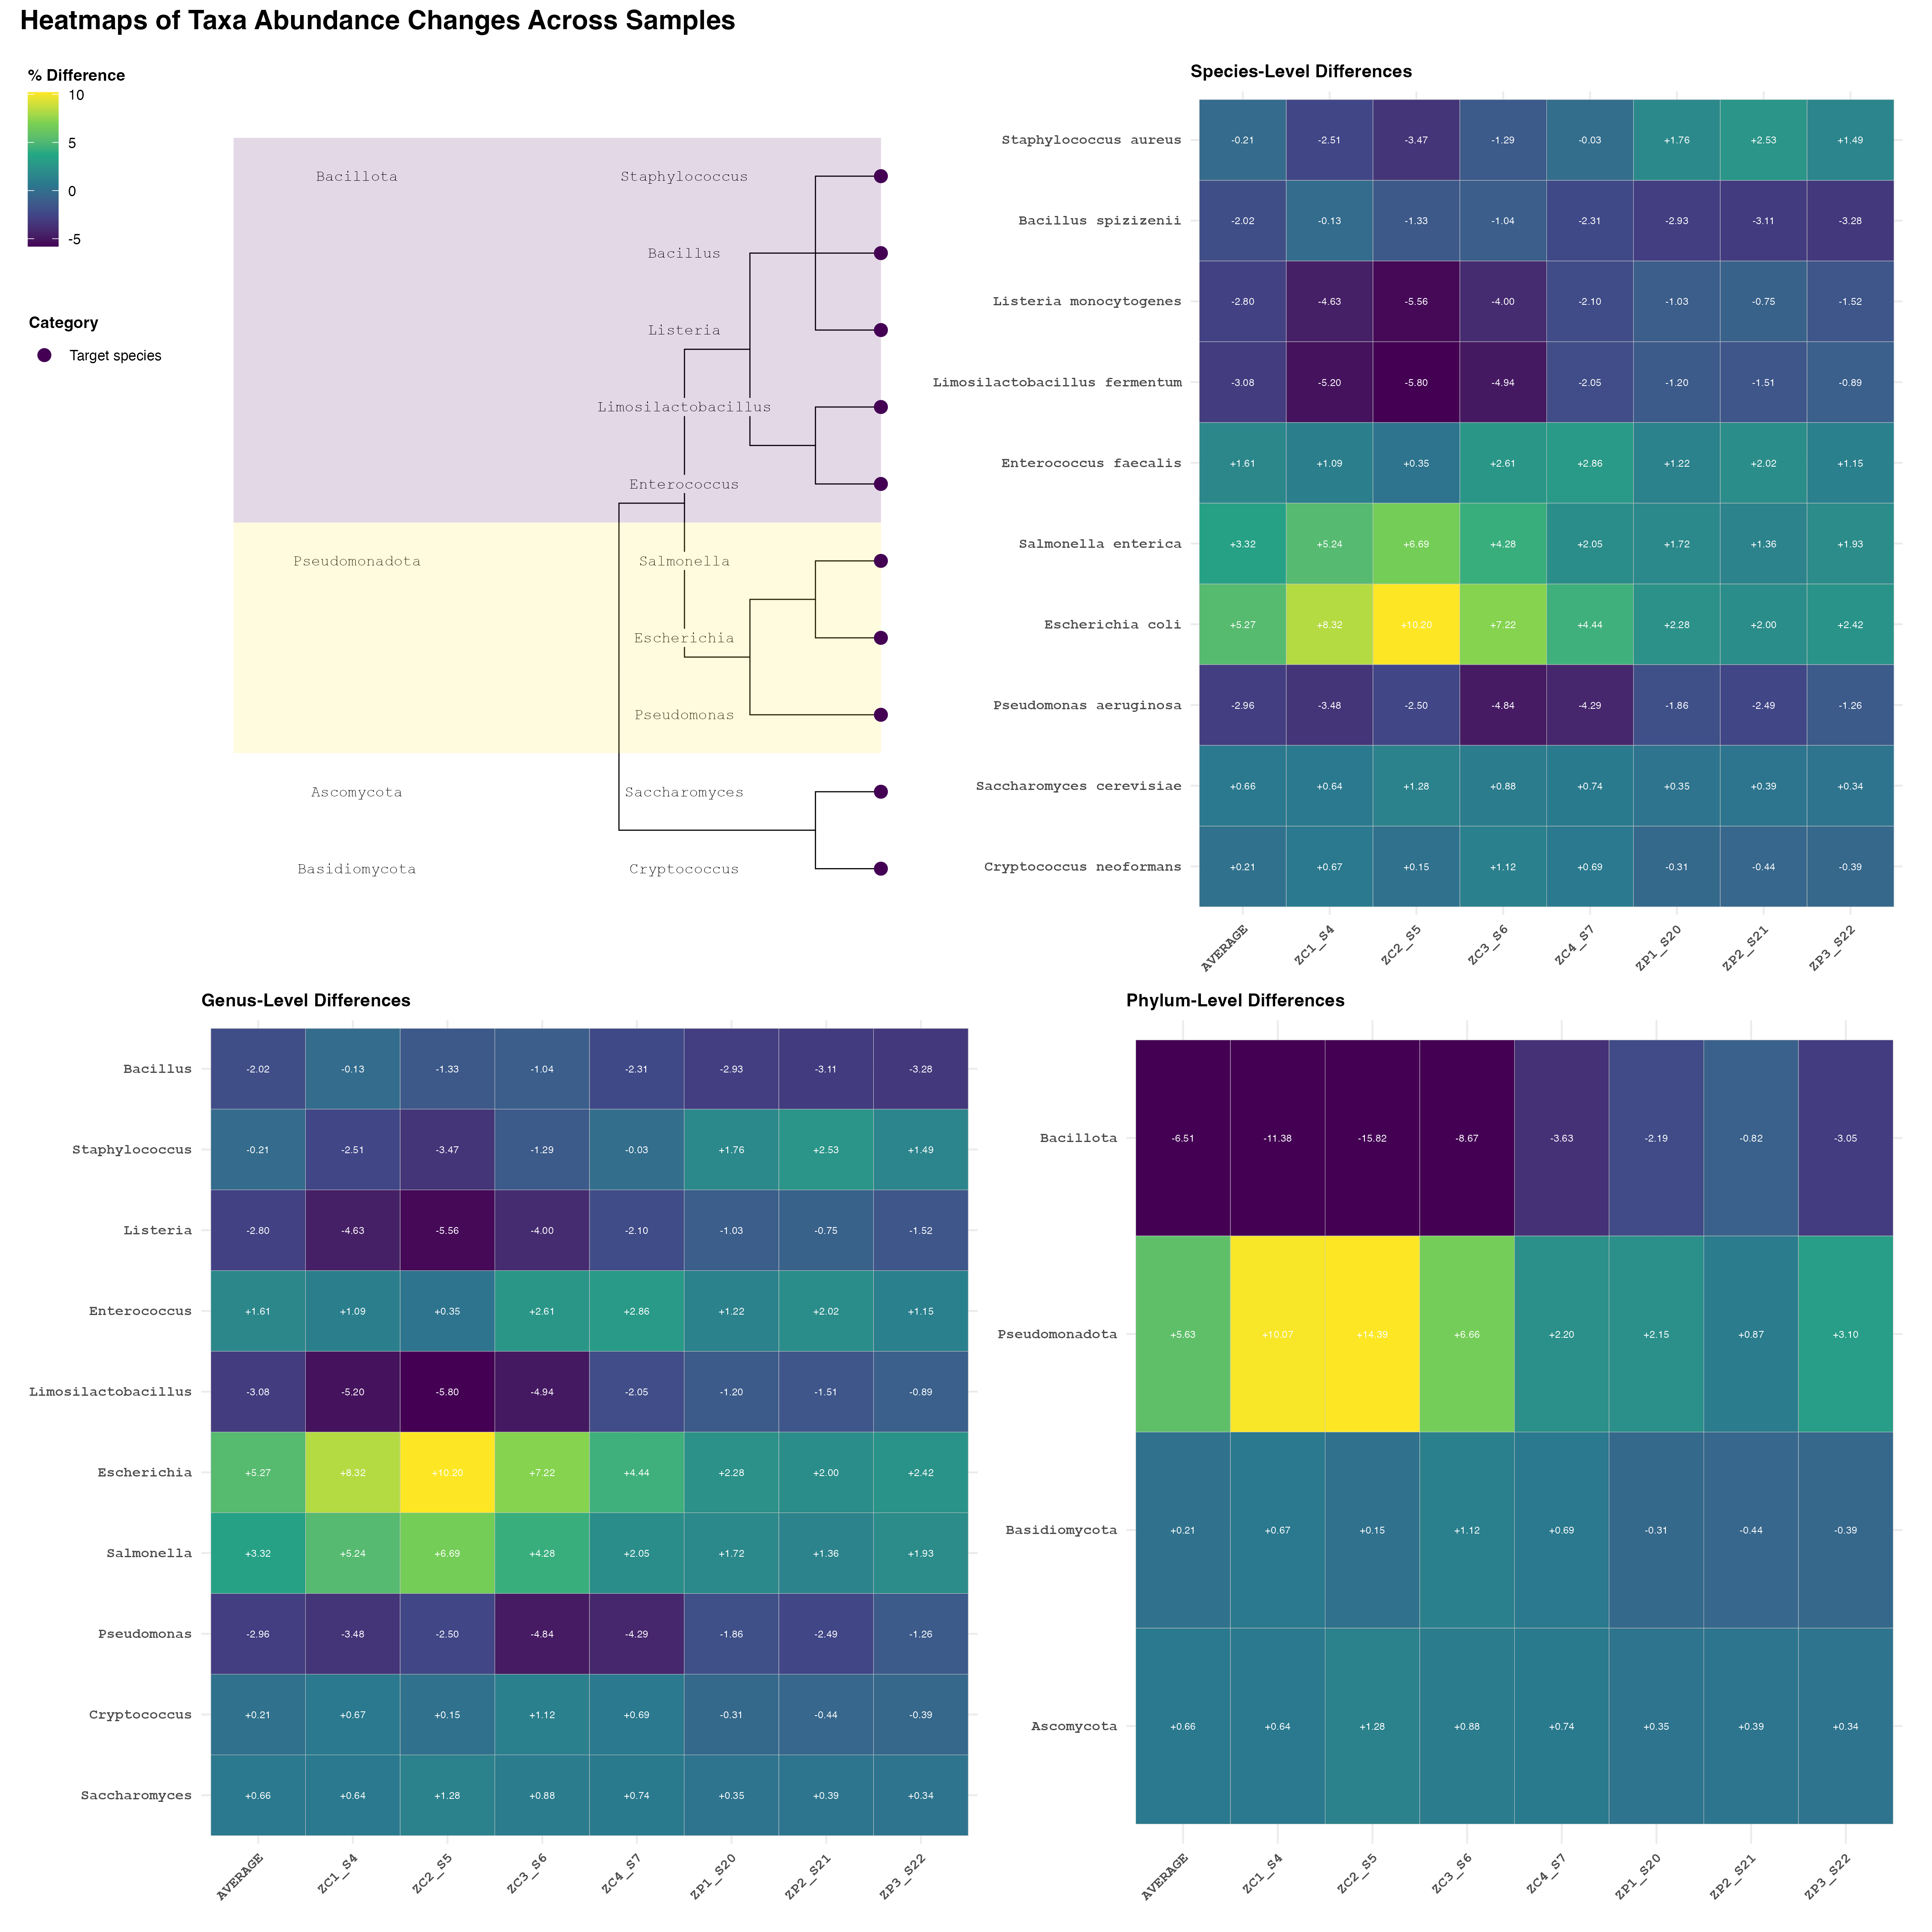 Heatmaps of Taxa Abundance Changes Across Samples
% Difference
10
5
0
-5
Category
Target species
Bacillota Staphylococcus
Bacillus
Listeria
Limosilactobacillus
Enterococcus
Pseudomonadota Salmonella
Escherichia
Pseudomonas
Ascomycota Saccharomyces
Basidiomycota Cryptococcus
Species-Level Differences
Staphylococcus aureus -0.21 -2.51 -3.47 -1.29 -0.03 +1.76 +2.53 +1.49
Bacillus spizizenii -2.02 -0.13 -1.33 -1.04 -2.31 -2.93 -3.11 -3.28
Listeria monocytogenes -2.80 -4.63 -5.56 -4.00 -2.10 -1.03 -0.75 -1.52
Limosilactobacillus fermentum -3.08 -5.20 -5.80 -4.94 -2.05 -1.20 -1.51 -0.89
Enterococcus faecalis +1.61 +1.09 +0.35 +2.61 +2.86 +1.22 +2.02 +1.15
Salmonella enterica +3.32 +5.24 +6.69 +4.28 +2.05 +1.72 +1.36 +1.93
Escherichia coli +5.27 +8.32 +10.20 +7.22 +4.44 +2.28 +2.00 +2.42
Pseudomonas aeruginosa -2.96 -3.48 -2.50 -4.84 -4.29 -1.86 -2.49 -1.26
Saccharomyces cerevisiae +0.66 +0.64 +1.28 +0.88 +0.74 +0.35 +0.39 +0.34
Cryptococcus neoformans +0.21 +0.67 +0.15 +1.12 +0.69 -0.31 -0.44 -0.39
AVERAGE ZC1_S4 ZC2_S5 ZC3_S6 ZC4_S7 ZP1_S20 ZP2_S21 ZP3_S22
Genus-Level Differences
Bacillus -2.02 -0.13 -1.33 -1.04 -2.31 -2.93 -3.11 -3.28
Staphylococcus -0.21 -2.51 -3.47 -1.29 -0.03 +1.76 +2.53 +1.49
Listeria -2.80 -4.63 -5.56 -4.00 -2.10 -1.03 -0.75 -1.52
Enterococcus +1.61 +1.09 +0.35 +2.61 +2.86 +1.22 +2.02 +1.15
Limosilactobacillus -3.08 -5.20 -5.80 -4.94 -2.05 -1.20 -1.51 -0.89
Escherichia +5.27 +8.32 +10.20 +7.22 +4.44 +2.28 +2.00 +2.42
Salmonella +3.32 +5.24 +6.69 +4.28 +2.05 +1.72 +1.36 +1.93
Pseudomonas -2.96 -3.48 -2.50 -4.84 -4.29 -1.86 -2.49 -1.26
Cryptococcus +0.21 +0.67 +0.15 +1.12 +0.69 -0.31 -0.44 -0.39
Saccharomyces +0.66 +0.64 +1.28 +0.88 +0.74 +0.35 +0.39 +0.34
AVERAGE ZC1_S4 ZC2_S5 ZC3_S6 ZC4_S7 ZP1_S20 ZP2_S21 ZP3_S22
Phylum-Level Differences
Bacillota -6.51 -11.38 -15.82 -8.67 -3.63 -2.19 -0.82 -3.05
Pseudomonadota +5.63 +10.07 +14.39 +6.66 +2.20 +2.15 +0.87 +3.10
Basidiomycota +0.21 +0.67 +0.15 +1.12 +0.69 -0.31 -0.44 -0.39
Ascomycota +0.66 +0.64 +1.28 +0.88 +0.74 +0.35 +0.39 +0.34
AVERAGE ZC1_S4 ZC2_S5 ZC3_S6 ZC4_S7 ZP1_S20 ZP2_S21 ZP3_S22